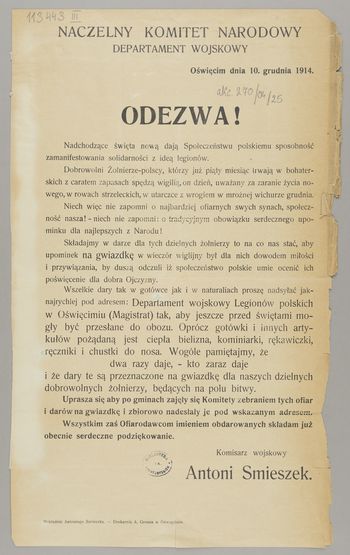 113443 III
NACZELNY KOMITET NARODOWY
DEPARTAMENT WOJSKOWY
Oświęcim dnia 10. grudnia 1914.
akc 270/04/25
ODEZWA!
Nadchodzące święta nową dają Społeczeństwu polskiemu sposobność
zamanifestowania solidarności z ideą legionów.
Dobrowolni Żołnierze-polscy, którzy już piąty miesiąc trwają w bohater-
skich z caratem zapasach spędzą wigilię, on dzień, uważany za zaranie życia no-
wego, w rowach strzeleckich, w utarczce z wrogiem w mroźnej wichurze grudnia.
Niech więc nie zapomni o najbardziej ofiarnych swych synach, społecz-
ność nasza! - niech nie zapomni o tradycyjnym obowiązku serdecznego upo-
minku dla najlepszych z Narodu!
Składajmy w darze dla tych dzielnych żołnierzy to na co nas stać, aby
upominek na gwiazdkę w wieczór wigilijny był dla nich dowodem miłości
i przywiązania, by duszą odczuli iż społeczeństwo polskie umie ocenić ich
poświęcenie dla dobra Ojczyzny.
Wszelkie dary tak w gotówce jak i w naturaliach proszę nadsyłać jak-
najrychlej pod adresem: Departament wojskowy Legionów polskich
w Oświęcimiu (Magistrat) tak, aby jeszcze przed świętami mo-
gły być przesłane do obozu. Oprócz gotówki i innych arty-
kułów pożądaną jest ciepła bielizna, kominiarki, rękawiczki,
ręczniki i chustki do nosa. Wogóle pamiętajmy, że
dwa razy daje, - kto zaraz daje
i że dary te są przeznaczone na gwiazdkę dla naszych dzielnych
dobrowolnych żołnierzy, będących na polu bitwy.
Uprasza się aby po gminach zajęły się Komitety zebraniem tych ofiar
i darów na gwiazdkę i zbiorowo nadesłały je pod wskazanym adresem.
Wszystkim zaś Ofiarodawcom imieniem obdarowanych składam już
obecnie serdeczne podziękowanie.
Komisarz wojskowy
Antoni Smieszek.
Nakładem Antoniego